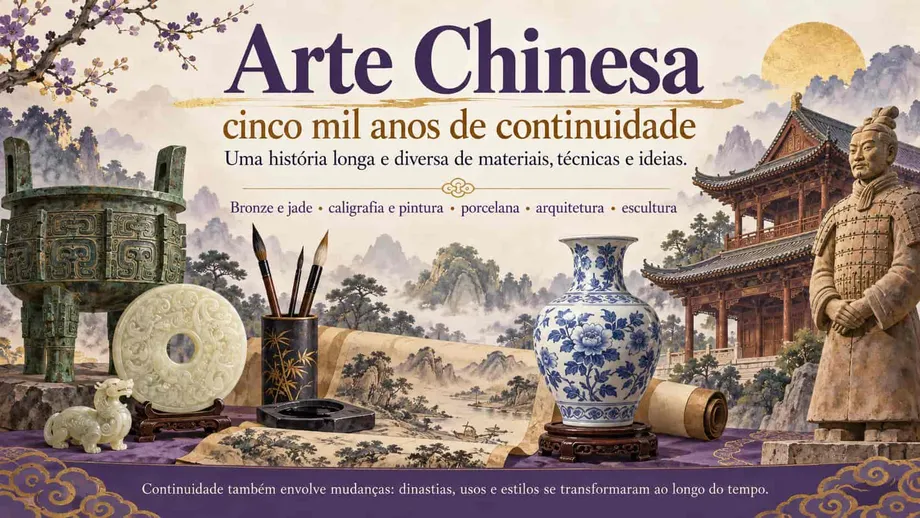 Arte Chinesa
cinco mil anos de continuidade
Uma história longa e diversa de materiais, técnicas e ideias.
Bronze e jade • caligrafia e pintura • porcelana • arquitetura • escultura
Continuidade também envolve mudanças: dinastias, usos e estilos se transformaram ao longo do tempo.